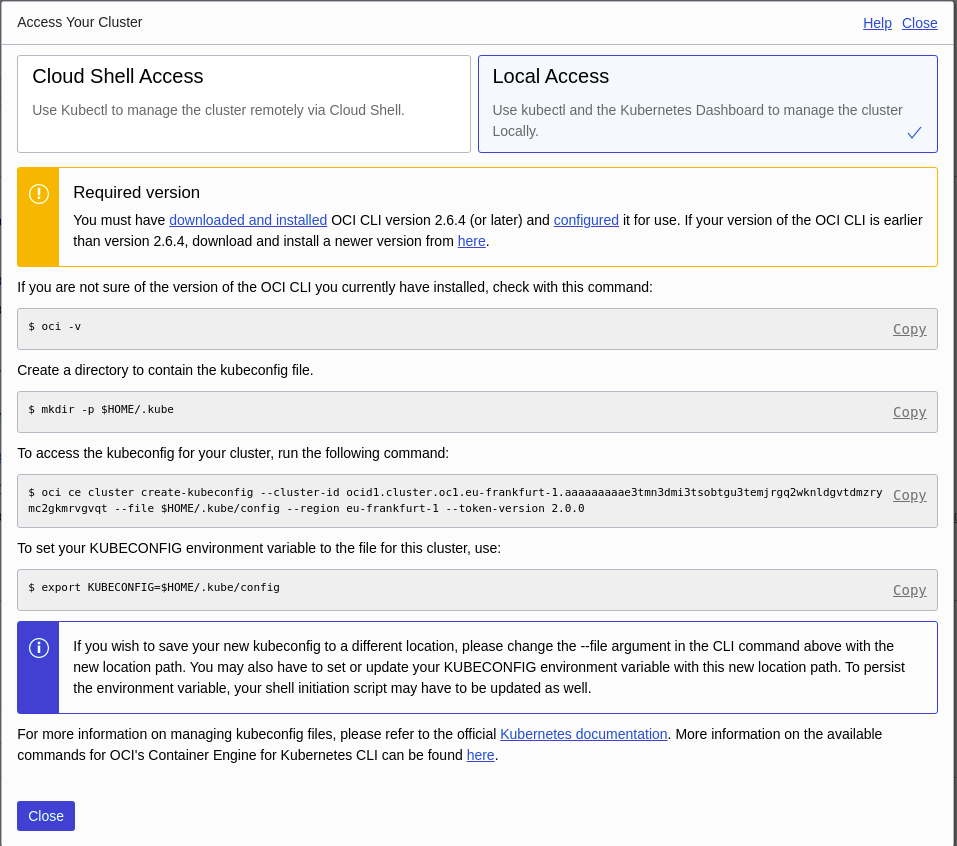 Access Your Cluster
Help Close
Cloud Shell Access
Use Kubectl to manage the cluster remotely via Cloud Shell.
Local Access
Use kubectl and the Kubernetes Dashboard to manage the cluster
Locally.
Required version
You must have downloaded and installed OCI CLI version 2.6.4 (or later) and configured it for use. If your version of the OCI CLI is earlier
than version 2.6.4, download and install a newer version from here.
If you are not sure of the version of the OCI CLI you currently have installed, check with this command:
$ oci -v
Copy
Create a directory to contain the kubeconfig file.
$ mkdir -p $HOME/.kube
Copy
To access the kubeconfig for your cluster, run the following command:
$ oci ce cluster create-kubeconfig --cluster-id ocid1.cluster.oc1.eu-frankfurt-1.aaaaaaaaae3tmn3dmi3tsobtgu3temjrgq2wknldgvtdmzry
mc2gkmrvgvqt --file $HOME/.kube/config --region eu-frankfurt-1 --token-version 2.0.0
Copy
To set your KUBECONFIG environment variable to the file for this cluster, use:
$ export KUBECONFIG=$HOME/.kube/config
Copy
If you wish to save your new kubeconfig to a different location, please change the --file argument in the CLI command above with the
new location path. You may also have to set or update your KUBECONFIG environment variable with this new location path. To persist
the environment variable, your shell initiation script may have to be updated as well.
For more information on managing kubeconfig files, please refer to the official Kubernetes documentation. More information on the available
commands for OCI's Container Engine for Kubernetes CLI can be found here.
Close